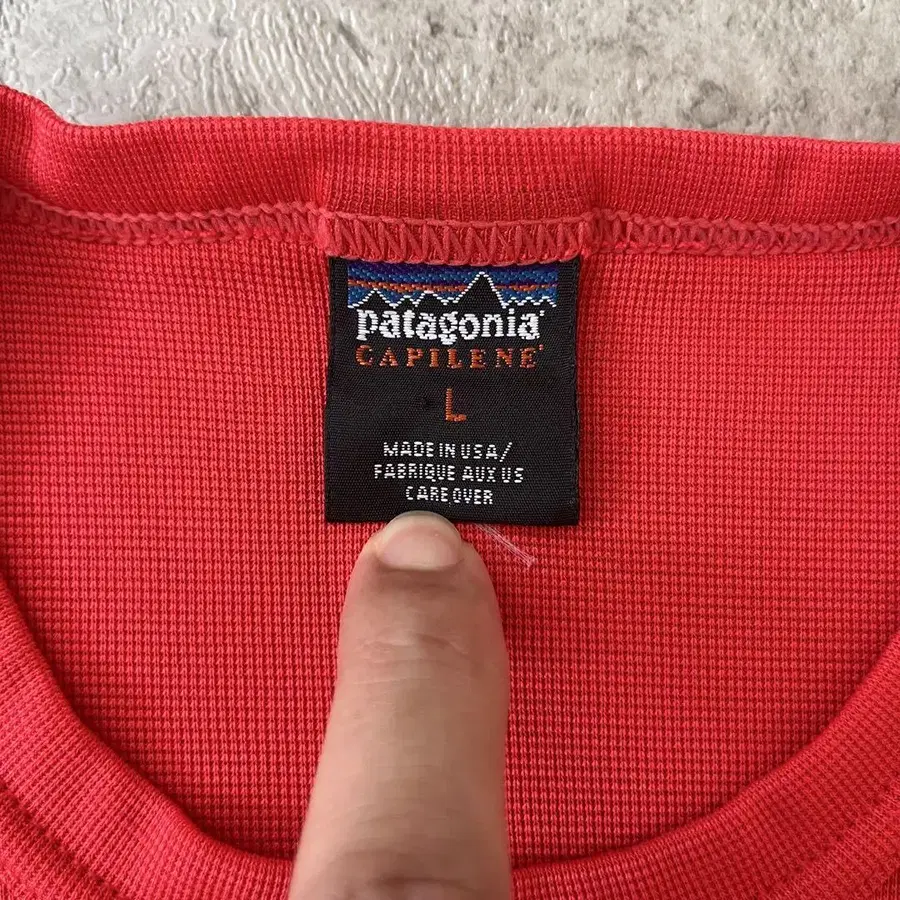 patagonia®
CAPILENE®
L
MADE IN USA/
FABRIQUE AUX US
CARE OVER